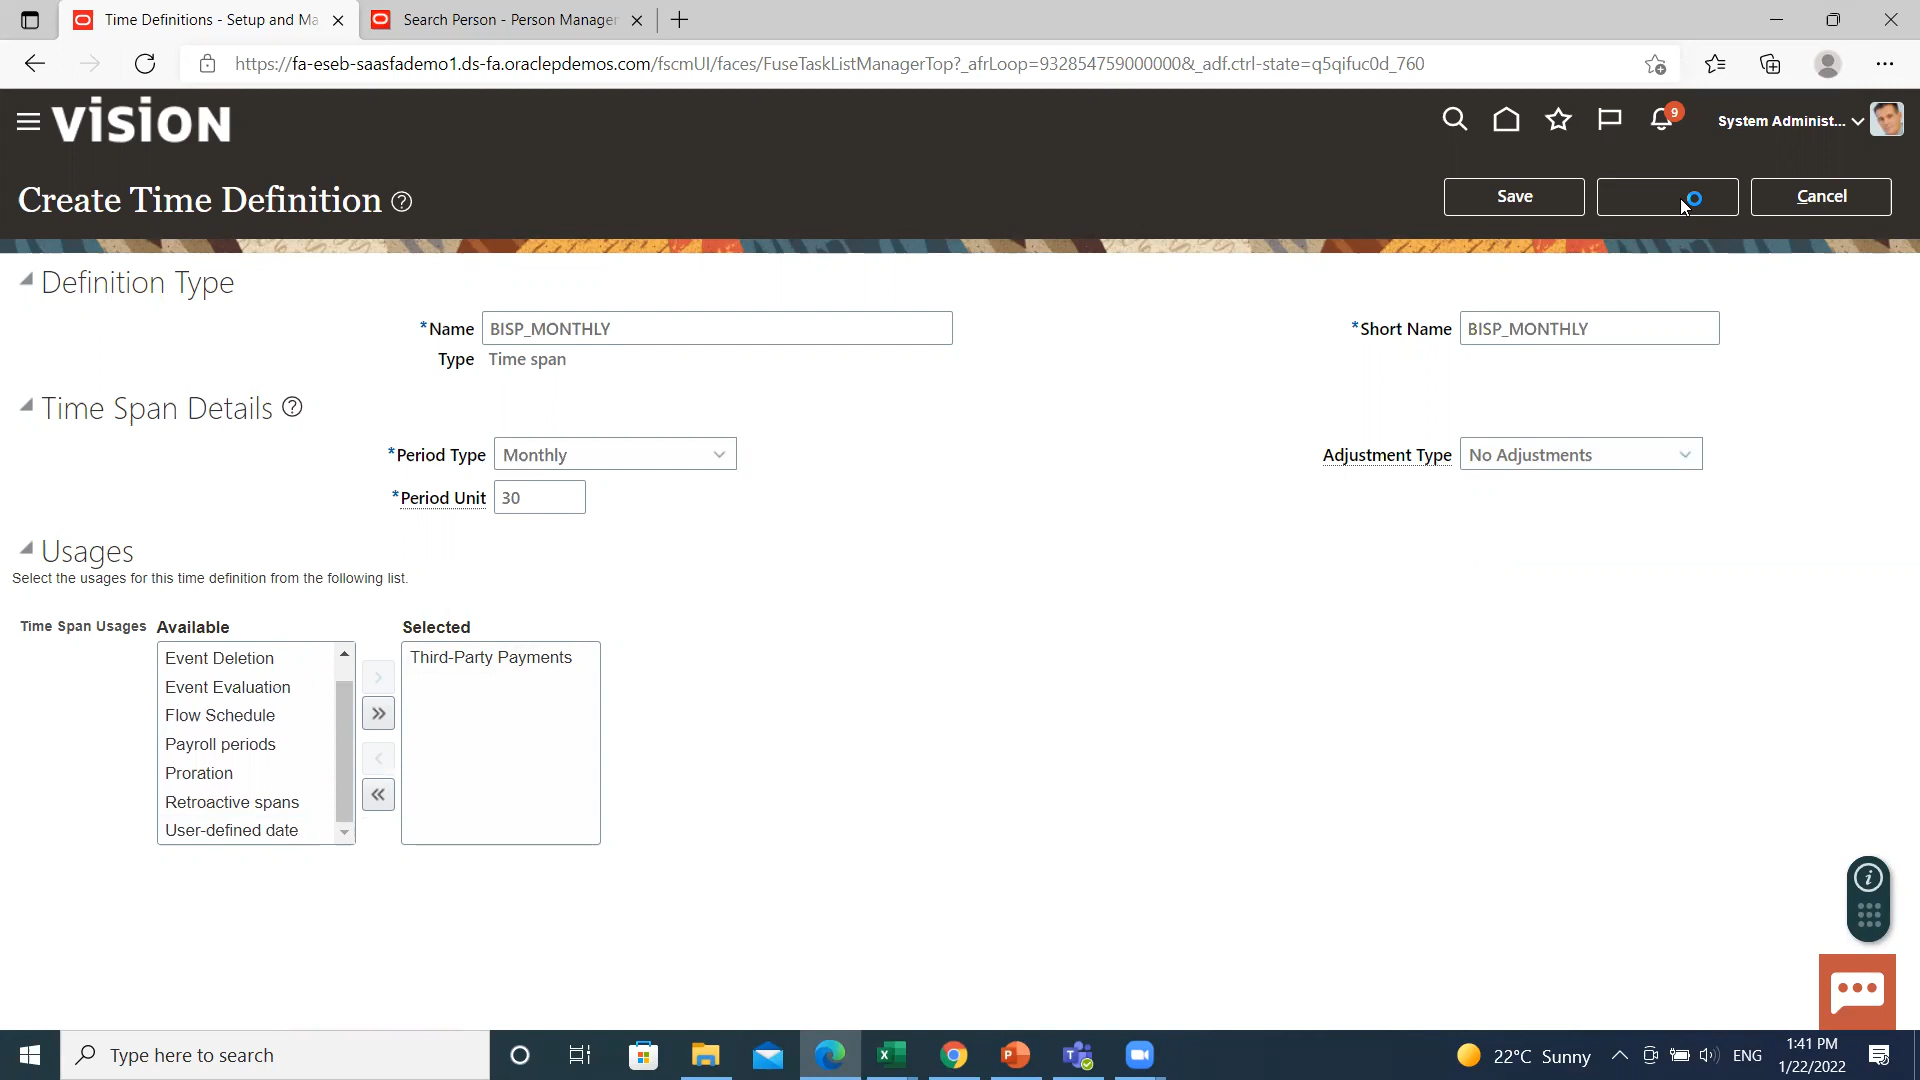 Time Definitions - Setup and Ma
Search Person - Person Manager
https://fa-eseb-saasfademo1.ds-fa.oraclepdemos.com/fscmUI/faces/FuseTaskListManagerTop?_afrLoop=932854759000000&_adf.ctrl-state=q5qifuc0d_760
vision
9
System Administ...
Create Time Definition
Save
Cancel
Definition Type
*Name BISP_MONTHLY
*Short Name BISP_MONTHLY
Type Time span
Time Span Details
*Period Type Monthly
Adjustment Type No Adjustments
*Period Unit 30
Usages
Select the usages for this time definition from the following list.
Time Span Usages Available
Selected
Event Deletion
Event Evaluation
Flow Schedule
Payroll periods
Proration
Retroactive spans
User-defined date
Third-Party Payments
Type here to search
22°C Sunny
ENG
1:41 PM
1/22/2022